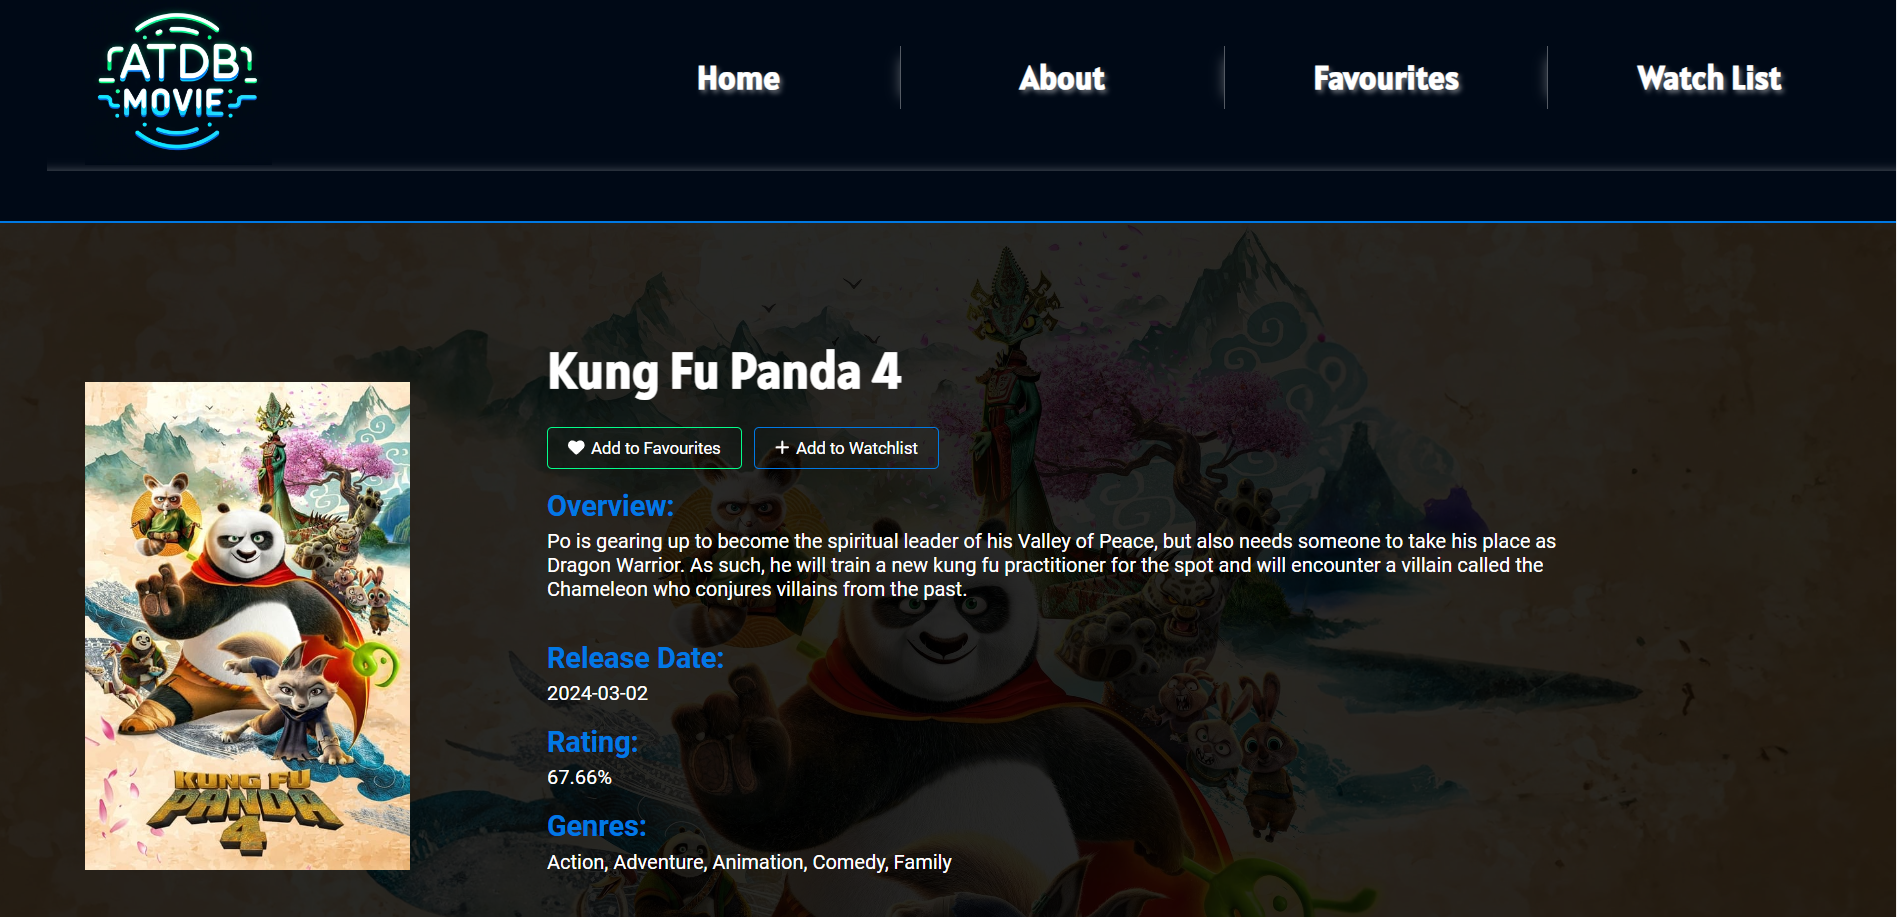 ATDB
MOVIE
Home
About
Favourites
Watch List
Kung Fu Panda 4
Add to Favourites
Add to Watchlist
Overview:
Po is gearing up to become the spiritual leader of his Valley of Peace, but also needs someone to take his place as
Dragon Warrior. As such, he will train a new kung fu practitioner for the spot and will encounter a villain called the
Chameleon who conjures villains from the past.
Release Date:
2024-03-02
Rating:
67.66%
Genres:
Action, Adventure, Animation, Comedy, Family
KUNG FU
PANDA
4